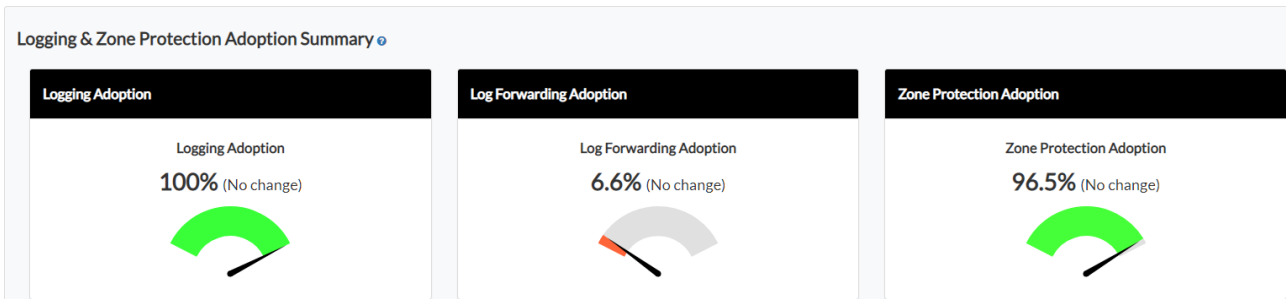 Logging & Zone Protection Adoption Summary
Logging Adoption
Logging Adoption
100% (No change)
Log Forwarding Adoption
Log Forwarding Adoption
6.6% (No change)
Zone Protection Adoption
Zone Protection Adoption
96.5% (No change)